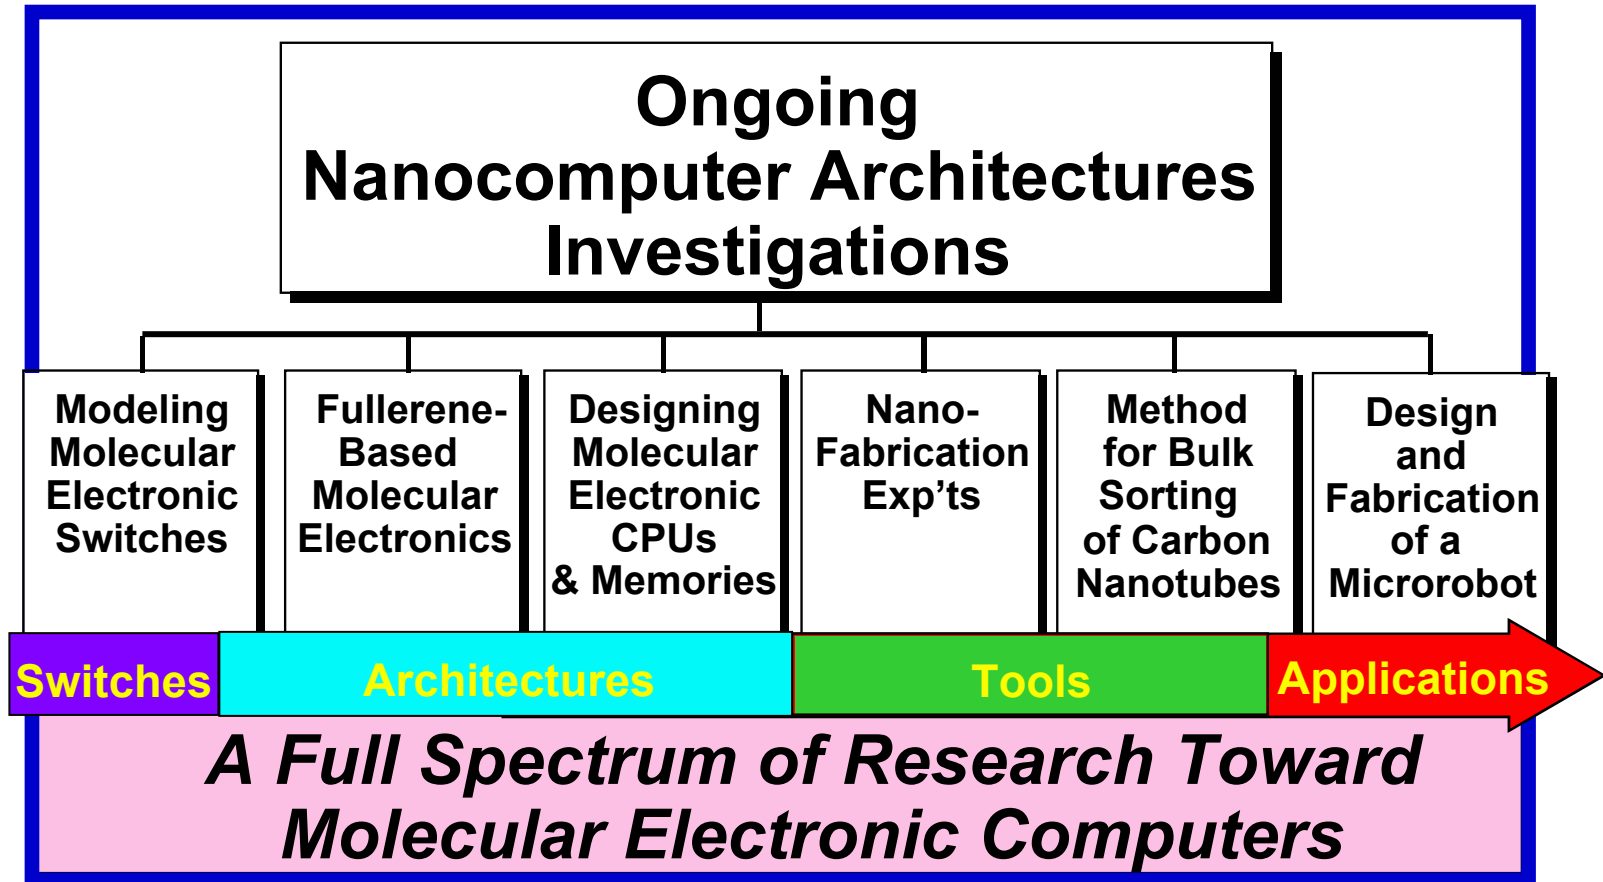 Ongoing
Nanocomputer Architectures
Investigations
Modeling
Molecular
Electronic
Switches
Fullerene-
Based
Molecular
Electronics
Designing
Molecular
Electronic
CPUs
& Memories
Nano-
Fabrication
Exp’ts
Method
for Bulk
Sorting
of Carbon
Nanotubes
Design
and
Fabrication
of a
Microrobot
Switches
Architectures
Tools
Applications
A Full Spectrum of Research Toward
Molecular Electronic Computers